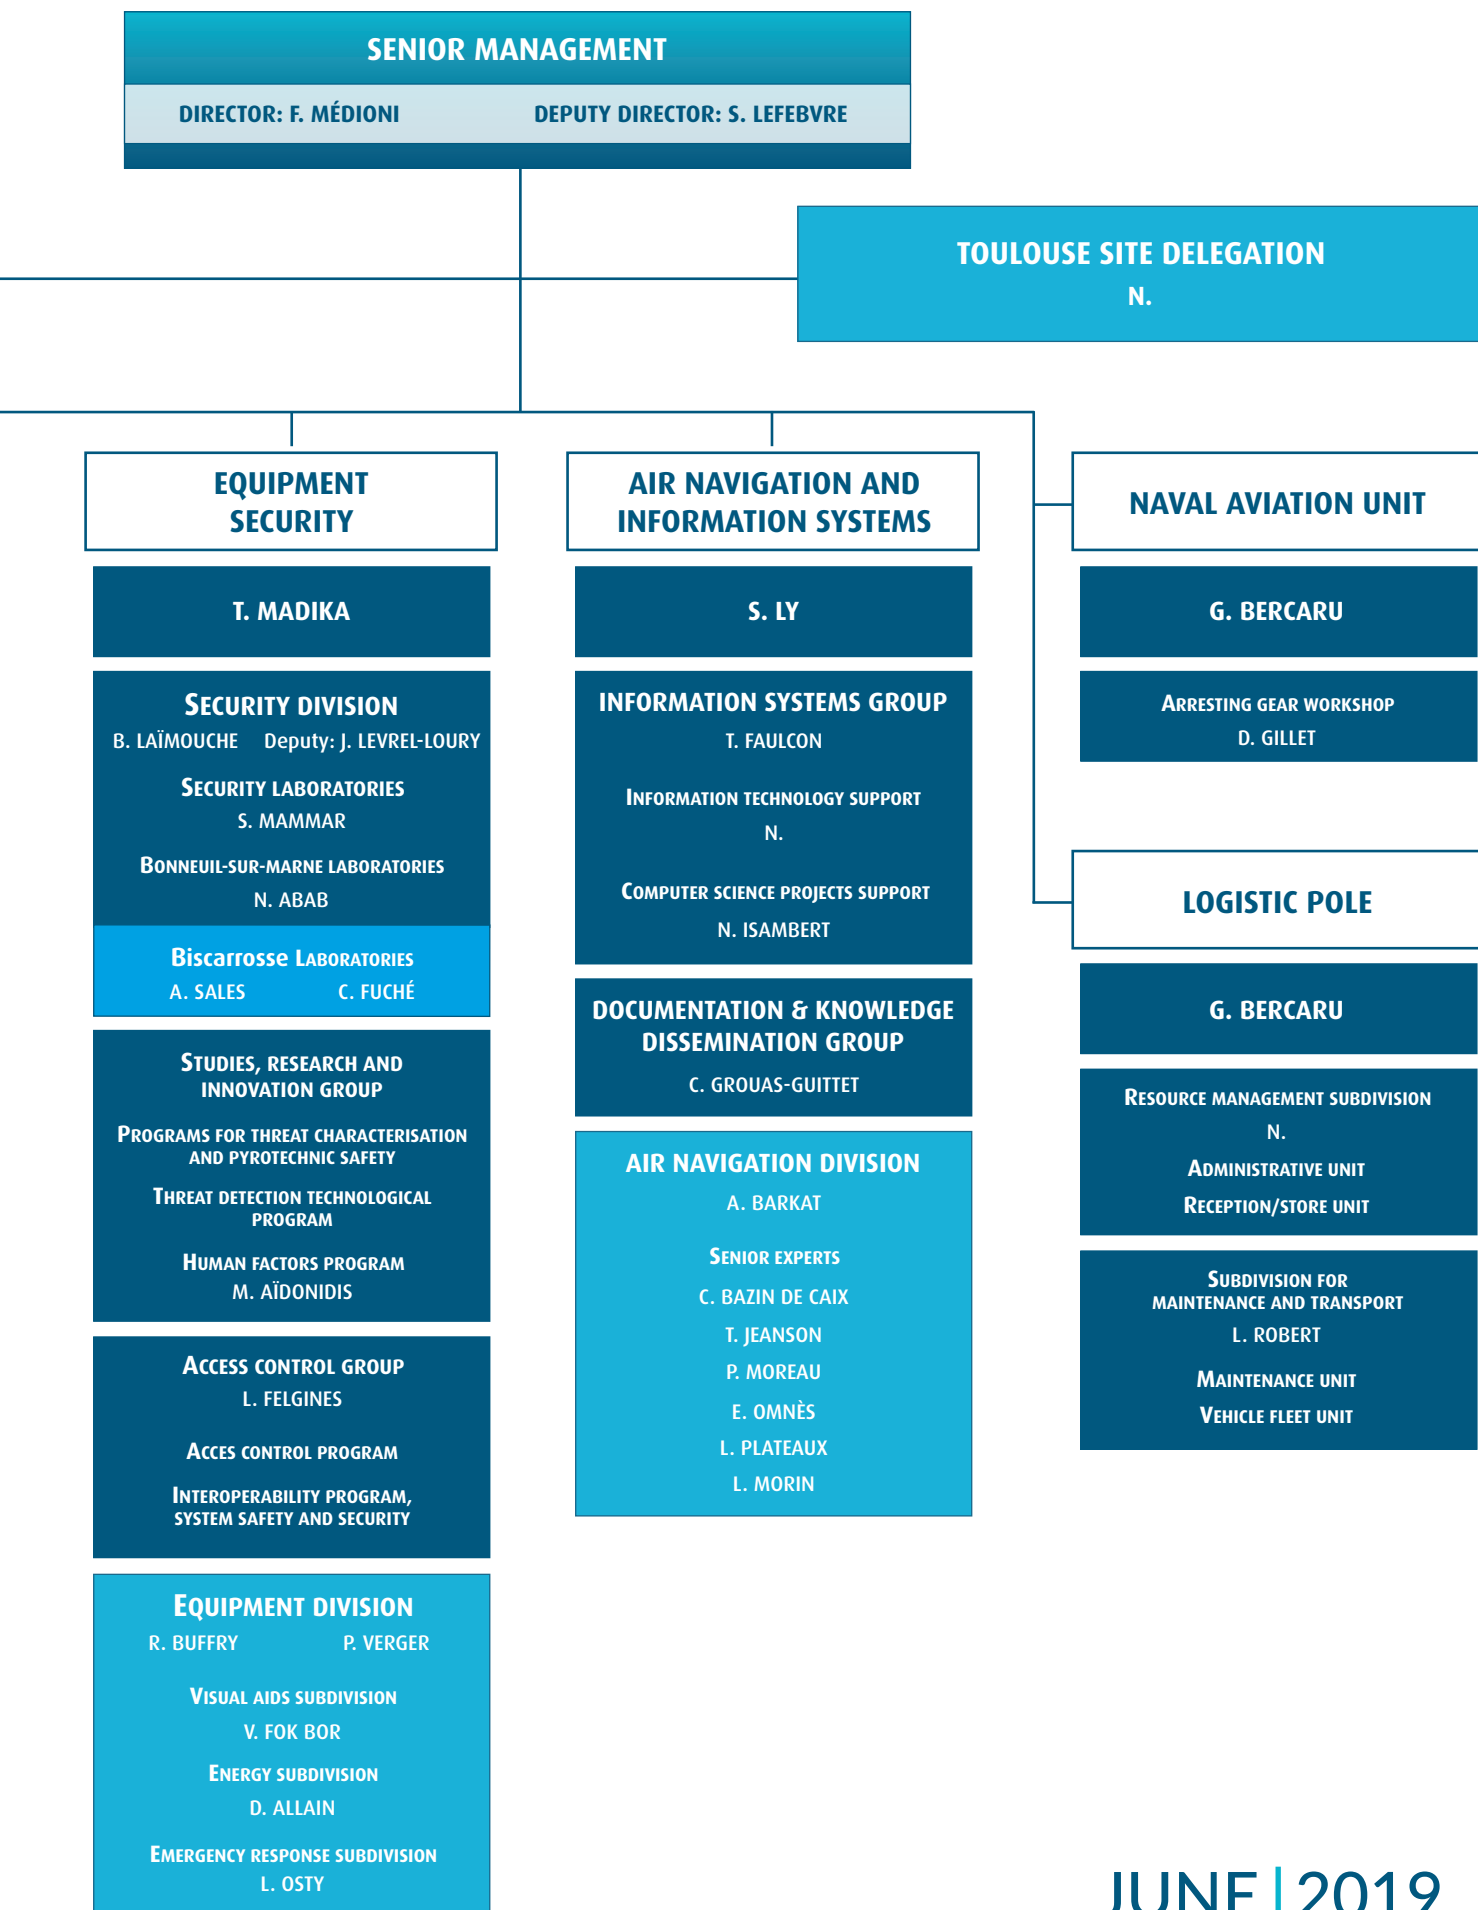 SENIOR MANAGEMENT
DIRECTOR: F. MÉDIONI DEPUTY DIRECTOR: S. LEFEBVRE
TOULOUSE SITE DELEGATION
N.
EQUIPMENT
SECURITY
T. MADIKA
SECURITY DIVISION
B. LAÏMOUCHE Deputy: J. LEVREL-LOURY
SECURITY LABORATORIES
S. MAMMAR
BONNEUIL-SUR-MARNE LABORATORIES
N. ABAB
Biscarrosse LABORATORIES
A. SALES C. FUCHÉ
STUDIES, RESEARCH AND
INNOVATION GROUP
PROGRAMS FOR THREAT CHARACTERISATION
AND PYROTECHNIC SAFETY
THREAT DETECTION TECHNOLOGICAL
PROGRAM
HUMAN FACTORS PROGRAM
M. AÏDONIDIS
ACCESS CONTROL GROUP
L. FELGINES
ACCES CONTROL PROGRAM
INTEROPERABILITY PROGRAM,
SYSTEM SAFETY AND SECURITY
EQUIPMENT DIVISION
R. BUFFRY P. VERGER
VISUAL AIDS SUBDIVISION
V. FOK BOR
ENERGY SUBDIVISION
D. ALLAIN
EMERGENCY RESPONSE SUBDIVISION
L. OSTY
AIR NAVIGATION AND
INFORMATION SYSTEMS
S. LY
INFORMATION SYSTEMS GROUP
T. FAULCON
INFORMATION TECHNOLOGY SUPPORT
N.
COMPUTER SCIENCE PROJECTS SUPPORT
N. ISAMBERT
DOCUMENTATION & KNOWLEDGE
DISSEMINATION GROUP
C. GROUAS-GUITTET
AIR NAVIGATION DIVISION
A. BARKAT
SENIOR EXPERTS
C. BAZIN DE CAIX
T. JEANSON
P. MOREAU
E. OMNÈS
L. PLATEAUX
L. MORIN
NAVAL AVIATION UNIT
G. BERCARU
ARRESTING GEAR WORKSHOP
D. GILLET
LOGISTIC POLE
G. BERCARU
RESOURCE MANAGEMENT SUBDIVISION
N.
ADMINISTRATIVE UNIT
RECEPTION/STORE UNIT
SUBDIVISION FOR
MAINTENANCE AND TRANSPORT
L. ROBERT
MAINTENANCE UNIT
VEHICLE FLEET UNIT
JUNE | 2019